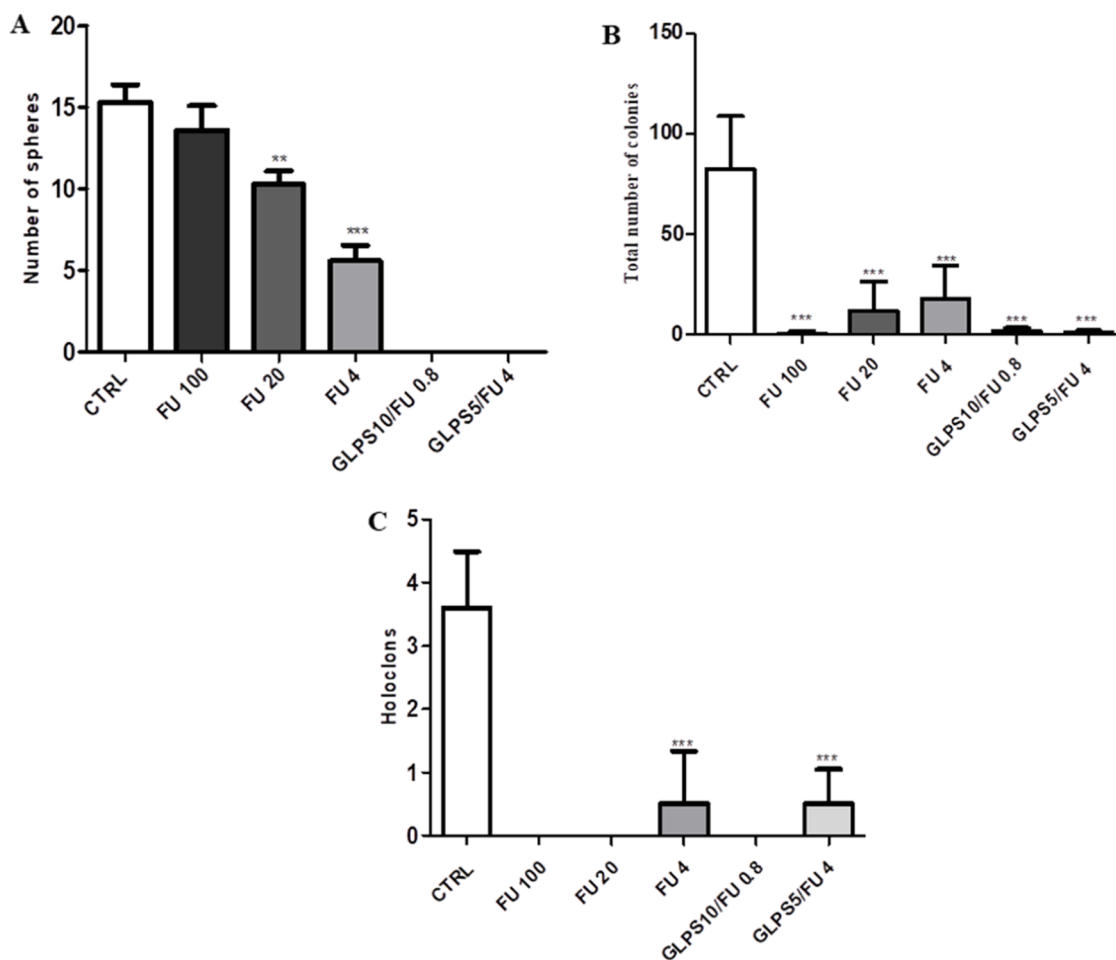 A
Number of spheres
20
15
10
5
0
**
***
CTRL
FU 100
FU 20
FU 4
GLPS10/FU 0.8
GLPS5/FU 4
B
Total number of colonies
150
100
50
0
***
***
***
***
***
CTRL
FU 100
FU 20
FU 4
GLPS10/FU 0.8
GLPS5/FU 4
C
Holoclons
5
4
3
2
1
0
***
***
CTRL
FU 100
FU 20
FU 4
GLPS10/FU 0.8
GLPS5/FU 4